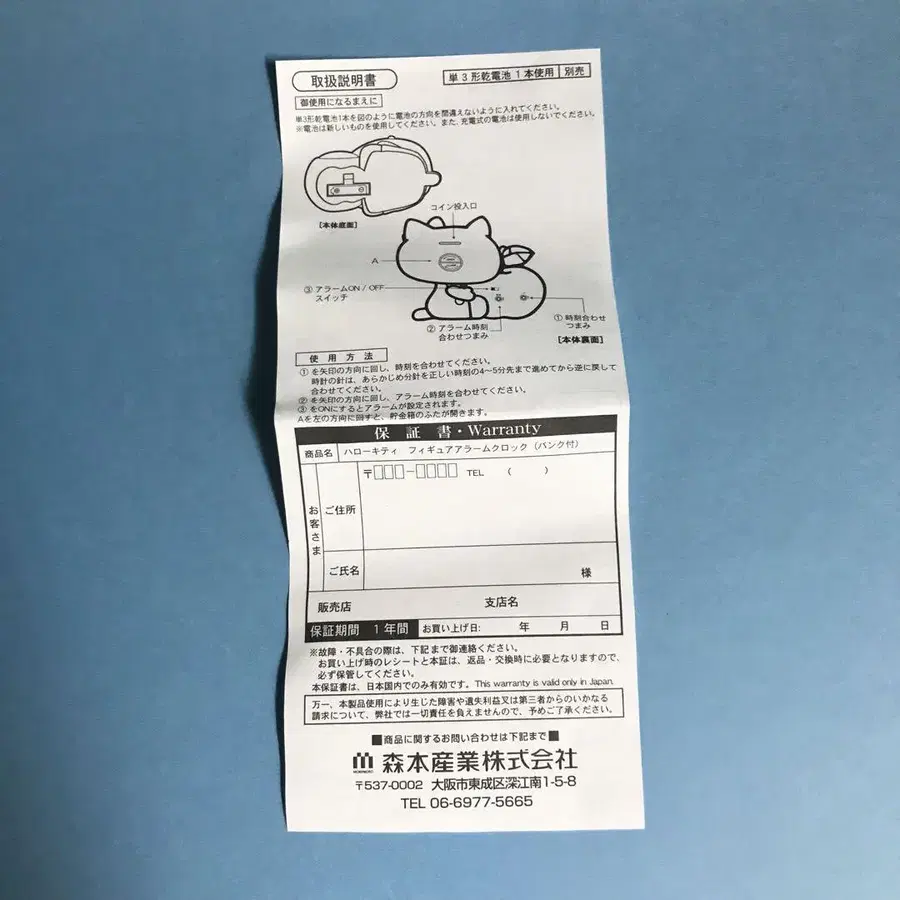 取扱説明書
単3形乾電池1本使用 別売
御使用になるまえに
単3形乾電池1本を図のように電池の方向を間違えないように入れてください。
※電池は新しいものを使用してください。また、充電式の電池は使用しないでください。
[本体底面]
コイン投入口
A
③ アラームON / OFF
スイッチ
① 時刻合わせ
つまみ
② アラーム時刻
合わせつまみ
[本体裏面]
使用方法
① を矢印の方向に回し、時刻を合わせてください。
時計の針は、あらかじめ分針を正しい時刻の4〜5分先まで進めてから逆に戻して
合わせてください。
② を矢印の方向に回し、アラーム時刻を合わせてください。
③ をONにするとアラームが設定されます。
Aを左の方向に回すと、貯金箱のふたが開きます。
保証書・Warranty
商品名 ハローキティ フィギュアアラームクロック（バンク付）
〒□□□-□□□□ TEL ( )
お客さま
ご住所
ご氏名 様
販売店 支店名
保証期間 1年間 お買い上げ日: 年 月 日
※故障・不具合の際は、下記まで御連絡ください。
お買い上げ時のレシートと本証は、返品・交換時に必要となりますので、
必ず保管してください。
本保証書は、日本国内でのみ有効です。This warranty is valid only in Japan.
万一、本製品使用により生じた障害や遺失利益又は第三者からのいかなる
請求について、弊社では一切責任を負えませんので、予めご了承ください。
■商品に関するお問い合わせは下記まで■
森本産業株式会社
〒537-0002 大阪市東成区深江南1-5-8
TEL 06-6977-5665